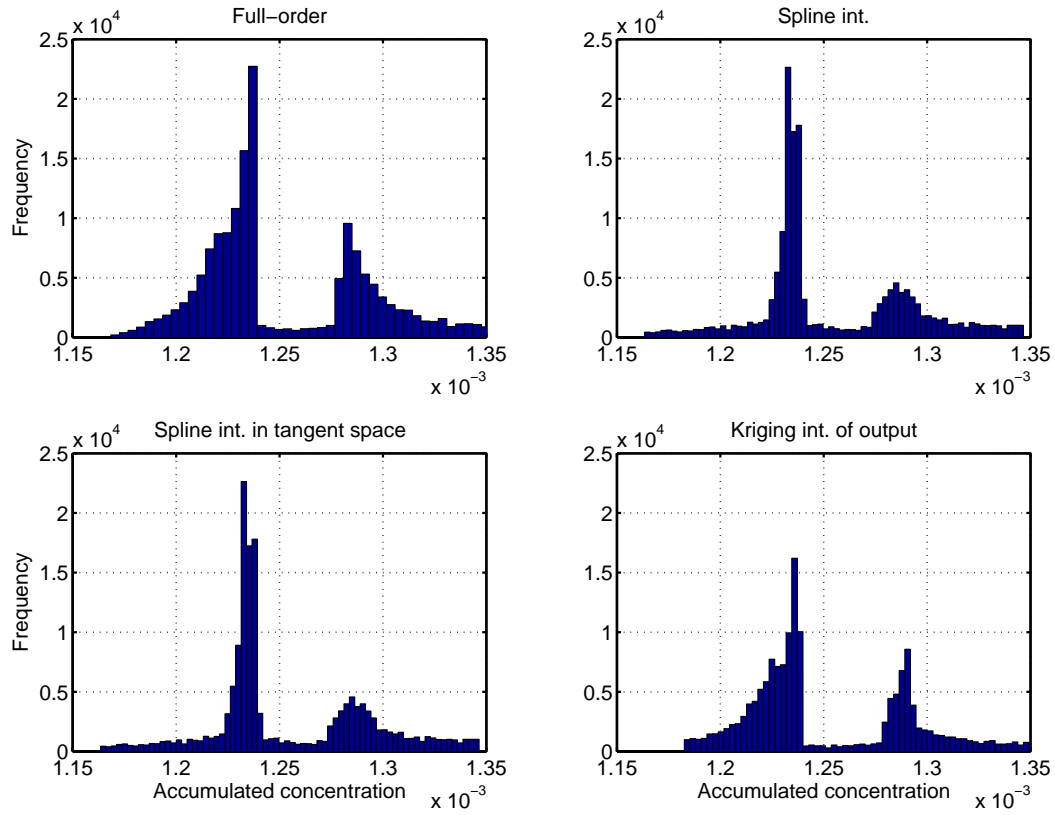 Full−order
x 10^4
2.5
2
1.5
1
0.5
0
Frequency
1.15
1.2
1.25
1.3
1.35
x 10^−3
Spline int.
x 10^4
2.5
2
1.5
1
0.5
0
1.15
1.2
1.25
1.3
1.35
x 10^−3
Spline int. in tangent space
x 10^4
2.5
2
1.5
1
0.5
0
Frequency
1.15
1.2
1.25
1.3
1.35
Accumulated concentration
x 10^−3
Kriging int. of output
x 10^4
2.5
2
1.5
1
0.5
0
1.15
1.2
1.25
1.3
1.35
Accumulated concentration
x 10^−3